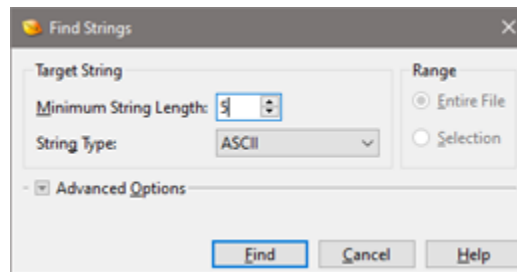 Find Strings
Target String
Range
Minimum String Length: 5
Entire File
String Type: ASCII
Selection
Advanced Options
Find Cancel Help